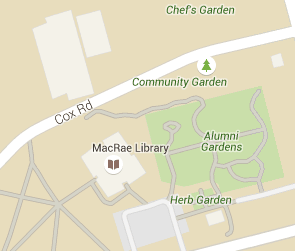 Chef's Garden
Community Garden
Cox Rd
Alumni
Gardens
MacRae Library
Herb Garden